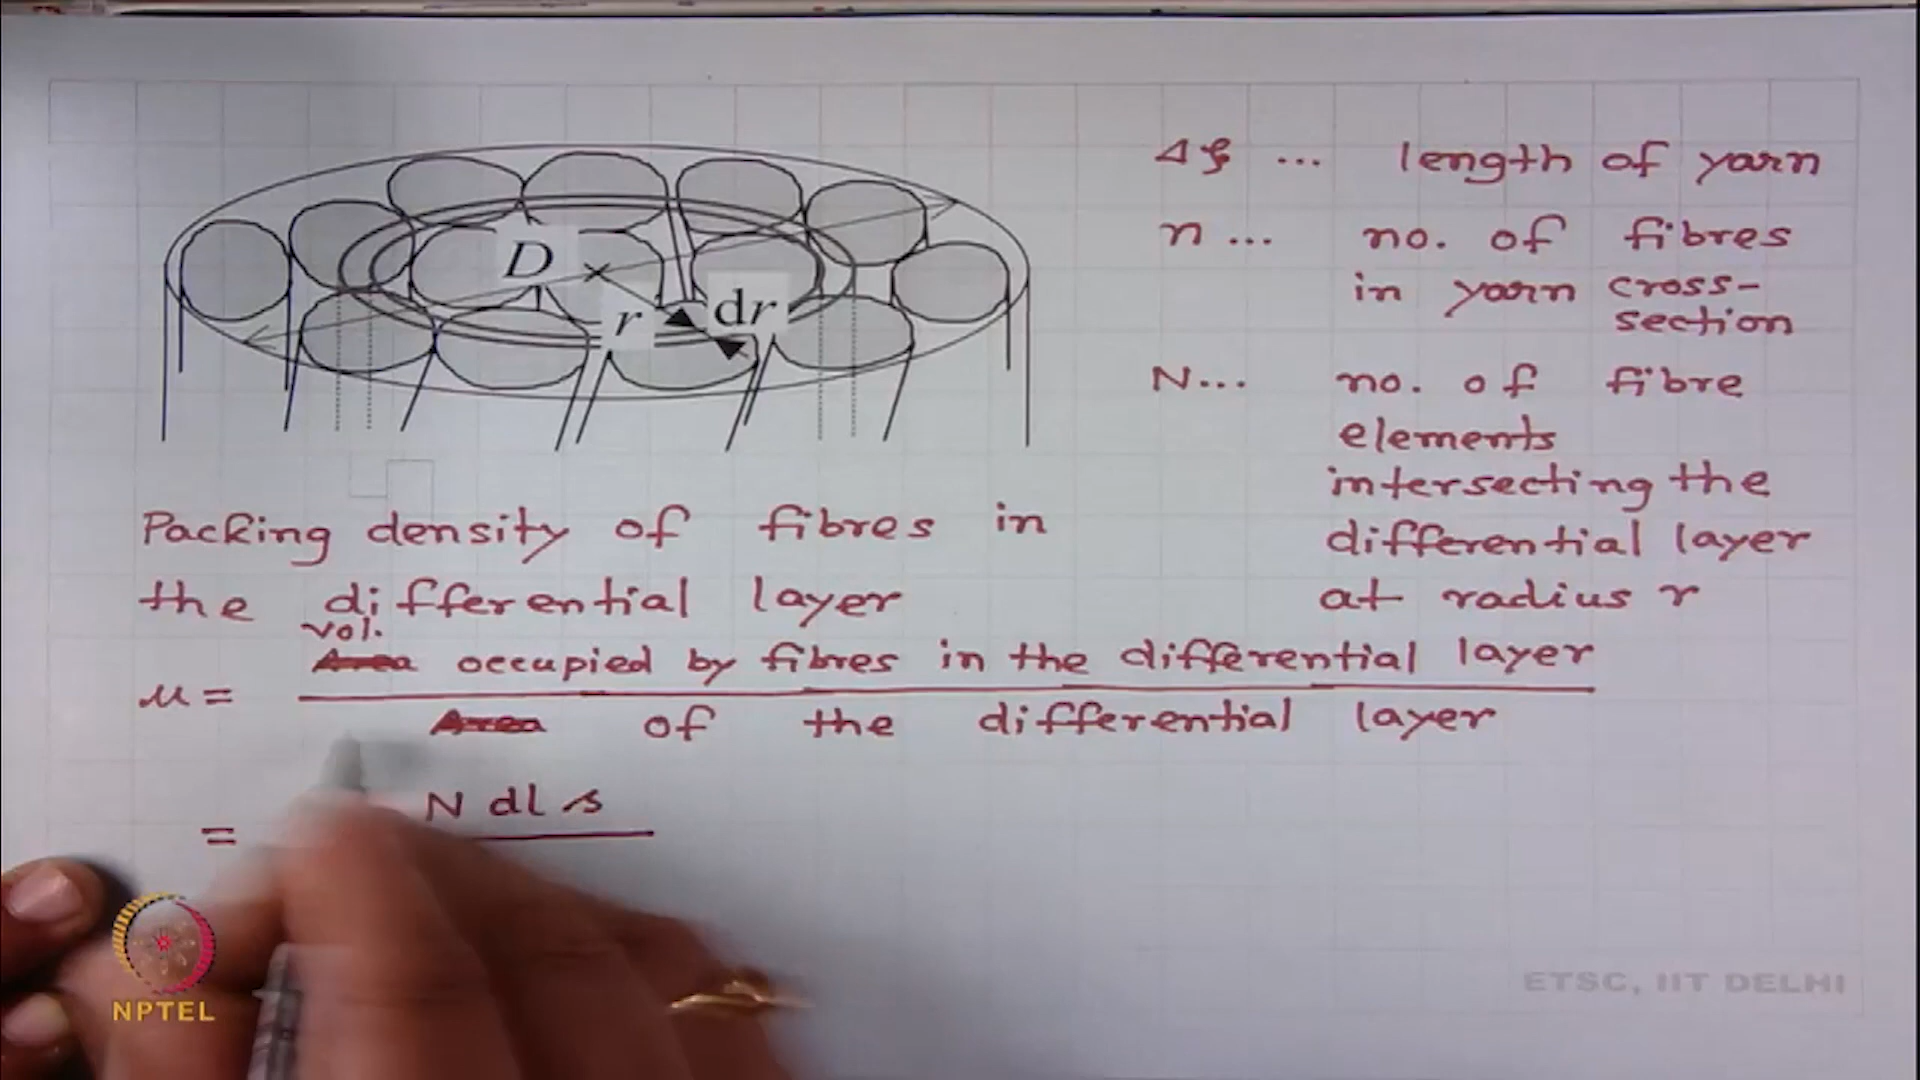 D
r
dr
Δξ ... length of yarn
n ... no. of fibres
in yarn cross-
section
N... no. of fibre
elements
intersecting the
differential layer
at radius r
Packing density of fibres in
the differential layer
vol.
Area occupied by fibres in the differential layer
μ =
Area of the differential layer
= N dl s
NPTEL
ETSC, IIT DELHI